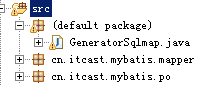 src
(default package)
GeneratorSqlmap.java
cn.itcast.mybatis.mapper
cn.itcast.mybatis.po